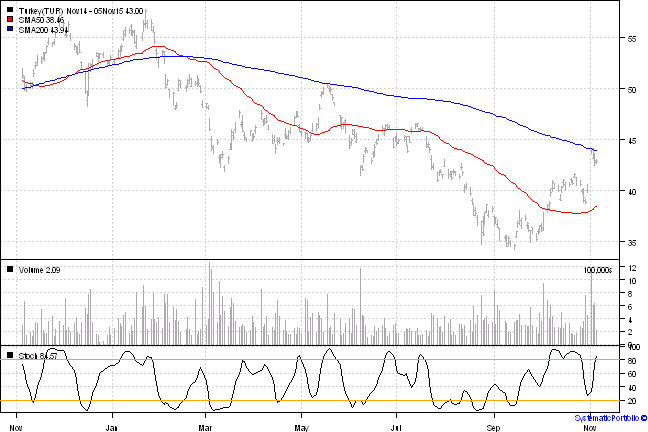 Turkey(TUR) Nov14 - 05Nov15 43.00
SMA50 38.46
SMA200 43.94
55
50
45
40
35
Volume 2.09
100,000s
12
10
8
6
4
2
0
Stoch 84.57
100
80
60
40
20
Nov Jan Mar May Jul Sep Nov
SystematicPortfolio ©